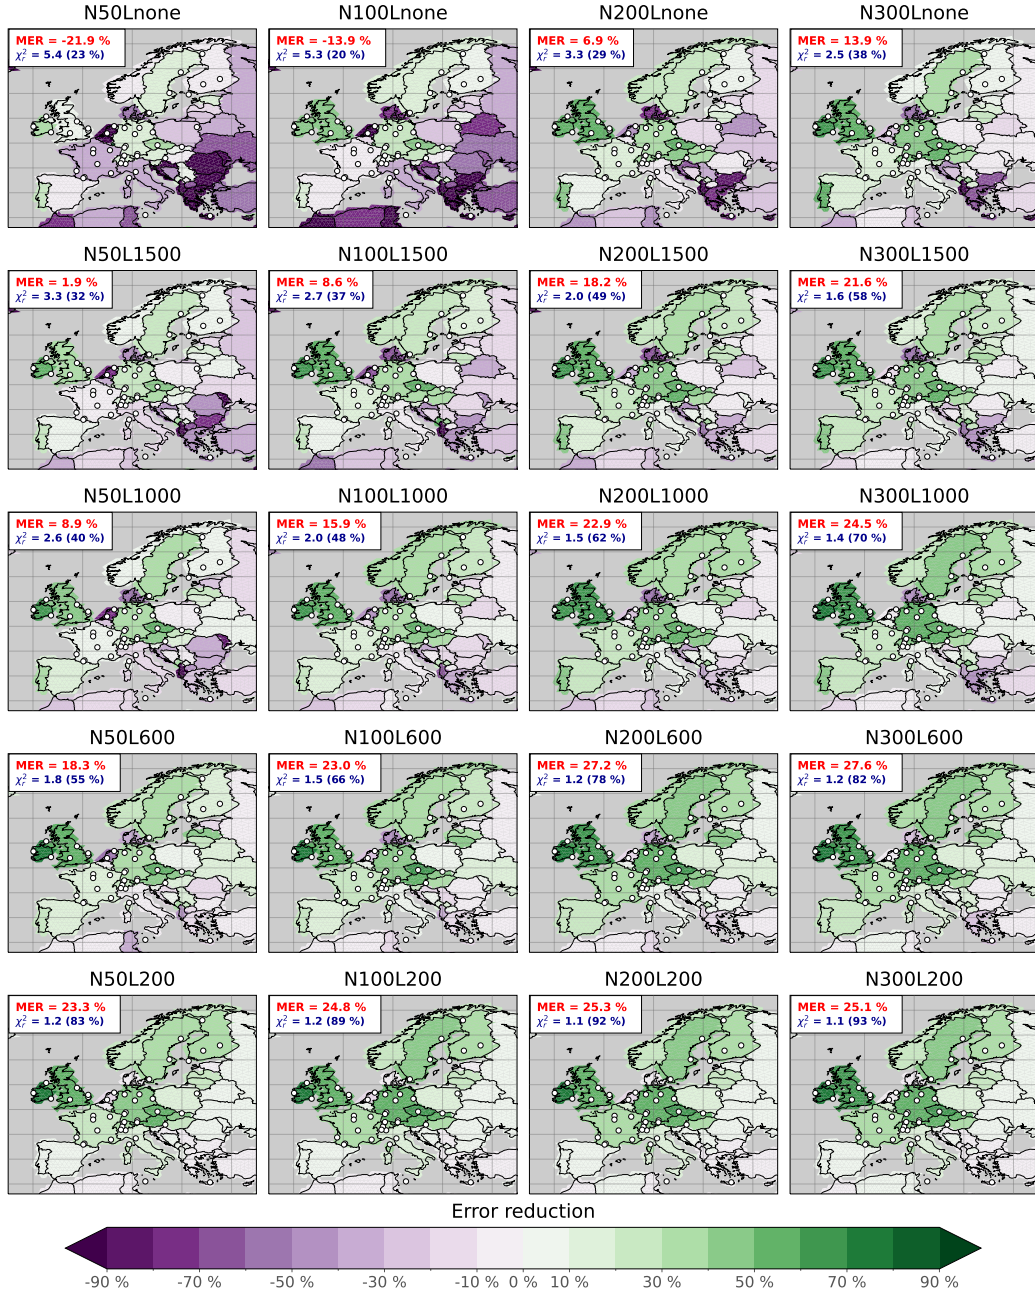 N50Lnone N100Lnone N200Lnone N300Lnone
MER = -21.9 % MER = -13.9 % MER = 6.9 % MER = 13.9 %
χ²ᵣ = 5.4 (23 %) χ²ᵣ = 5.3 (20 %) χ²ᵣ = 3.3 (29 %) χ²ᵣ = 2.5 (38 %)
N50L1500 N100L1500 N200L1500 N300L1500
MER = 1.9 % MER = 8.6 % MER = 18.2 % MER = 21.6 %
χ²ᵣ = 3.3 (32 %) χ²ᵣ = 2.7 (37 %) χ²ᵣ = 2.0 (49 %) χ²ᵣ = 1.6 (58 %)
N50L1000 N100L1000 N200L1000 N300L1000
MER = 8.9 % MER = 15.9 % MER = 22.9 % MER = 24.5 %
χ²ᵣ = 2.6 (40 %) χ²ᵣ = 2.0 (48 %) χ²ᵣ = 1.5 (62 %) χ²ᵣ = 1.4 (70 %)
N50L600 N100L600 N200L600 N300L600
MER = 18.3 % MER = 23.0 % MER = 27.2 % MER = 27.6 %
χ²ᵣ = 1.8 (55 %) χ²ᵣ = 1.5 (66 %) χ²ᵣ = 1.2 (78 %) χ²ᵣ = 1.2 (82 %)
N50L200 N100L200 N200L200 N300L200
MER = 23.3 % MER = 24.8 % MER = 25.3 % MER = 25.1 %
χ²ᵣ = 1.2 (83 %) χ²ᵣ = 1.2 (89 %) χ²ᵣ = 1.1 (92 %) χ²ᵣ = 1.1 (93 %)
Error reduction
-90 % -70 % -50 % -30 % -10 % 0 % 10 % 30 % 50 % 70 % 90 %